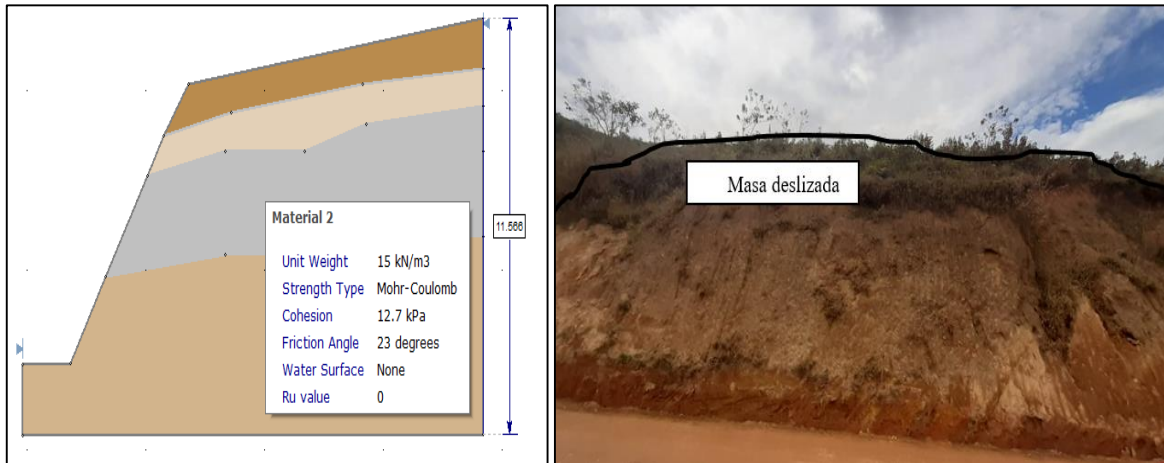 Material 2
Unit Weight 15 kN/m3
Strength Type Mohr-Coulomb
Cohesion 12.7 kPa
Friction Angle 23 degrees
Water Surface None
Ru value 0
11.566
Masa deslizada